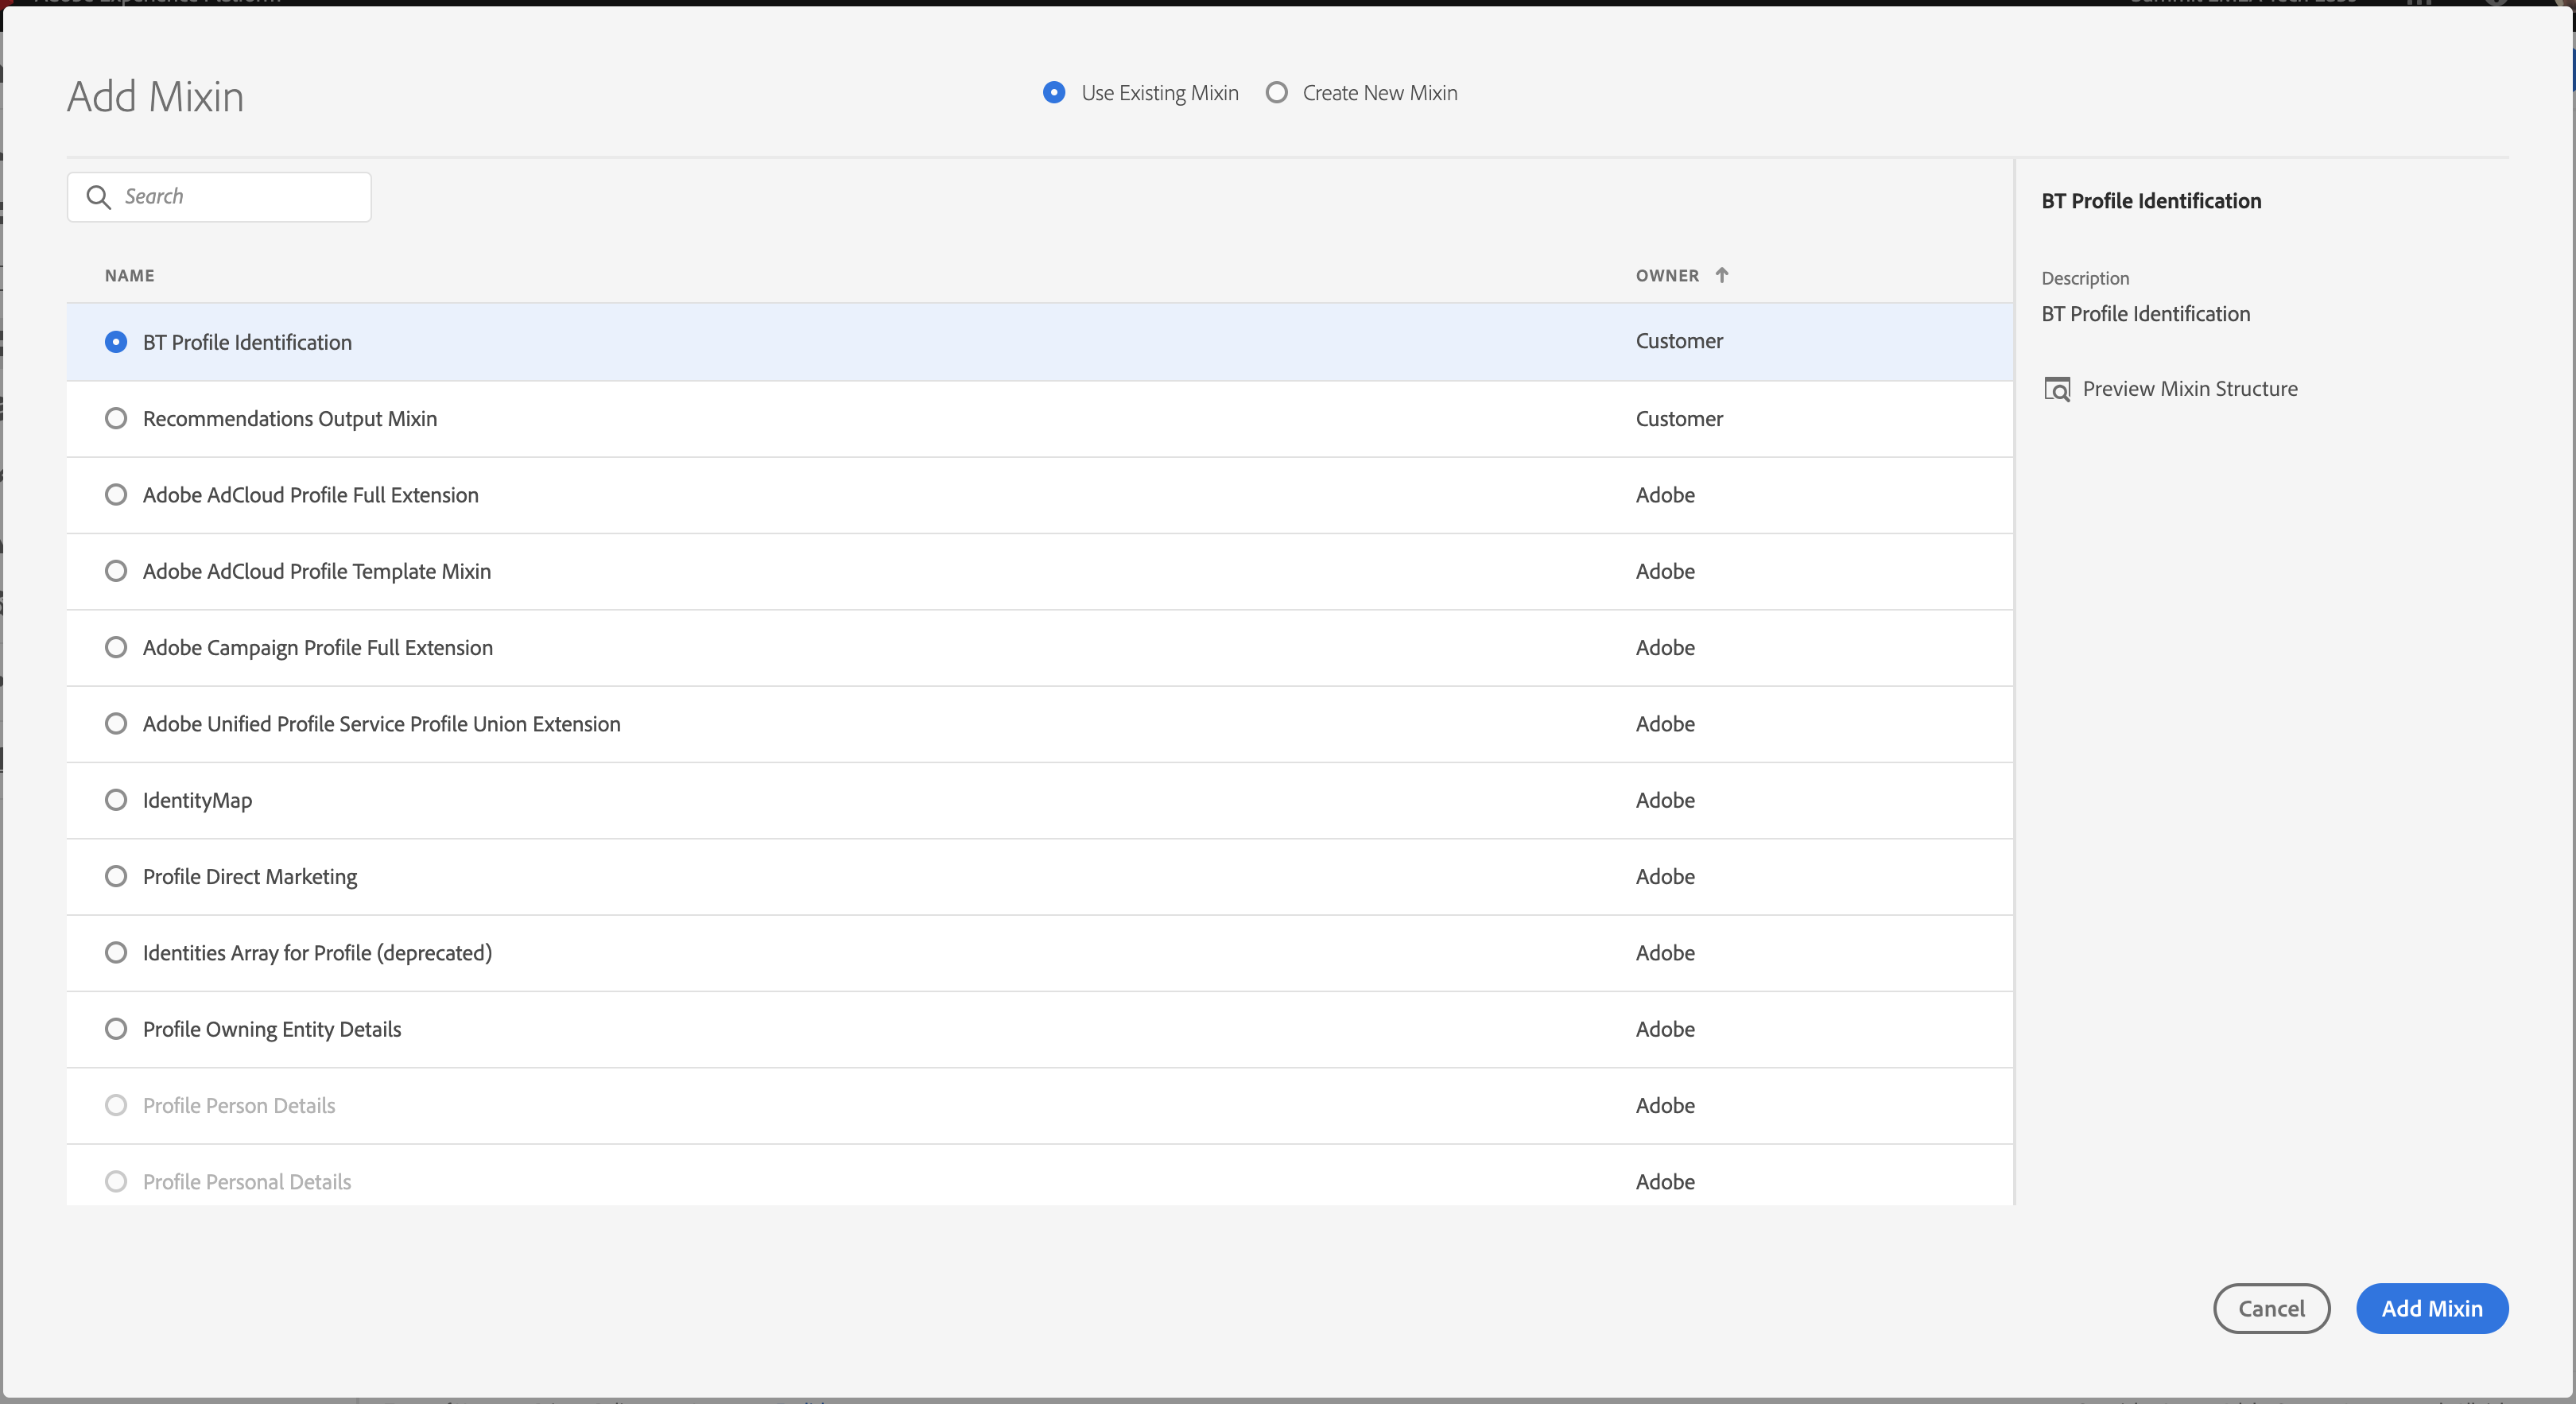 Add Mixin
Use Existing Mixin
Create New Mixin
Search
NAME
OWNER
BT Profile Identification
Customer
Recommendations Output Mixin
Customer
Adobe AdCloud Profile Full Extension
Adobe
Adobe AdCloud Profile Template Mixin
Adobe
Adobe Campaign Profile Full Extension
Adobe
Adobe Unified Profile Service Profile Union Extension
Adobe
IdentityMap
Adobe
Profile Direct Marketing
Adobe
Identities Array for Profile (deprecated)
Adobe
Profile Owning Entity Details
Adobe
Profile Person Details
Adobe
Profile Personal Details
Adobe
BT Profile Identification
Description
BT Profile Identification
Preview Mixin Structure
Cancel
Add Mixin